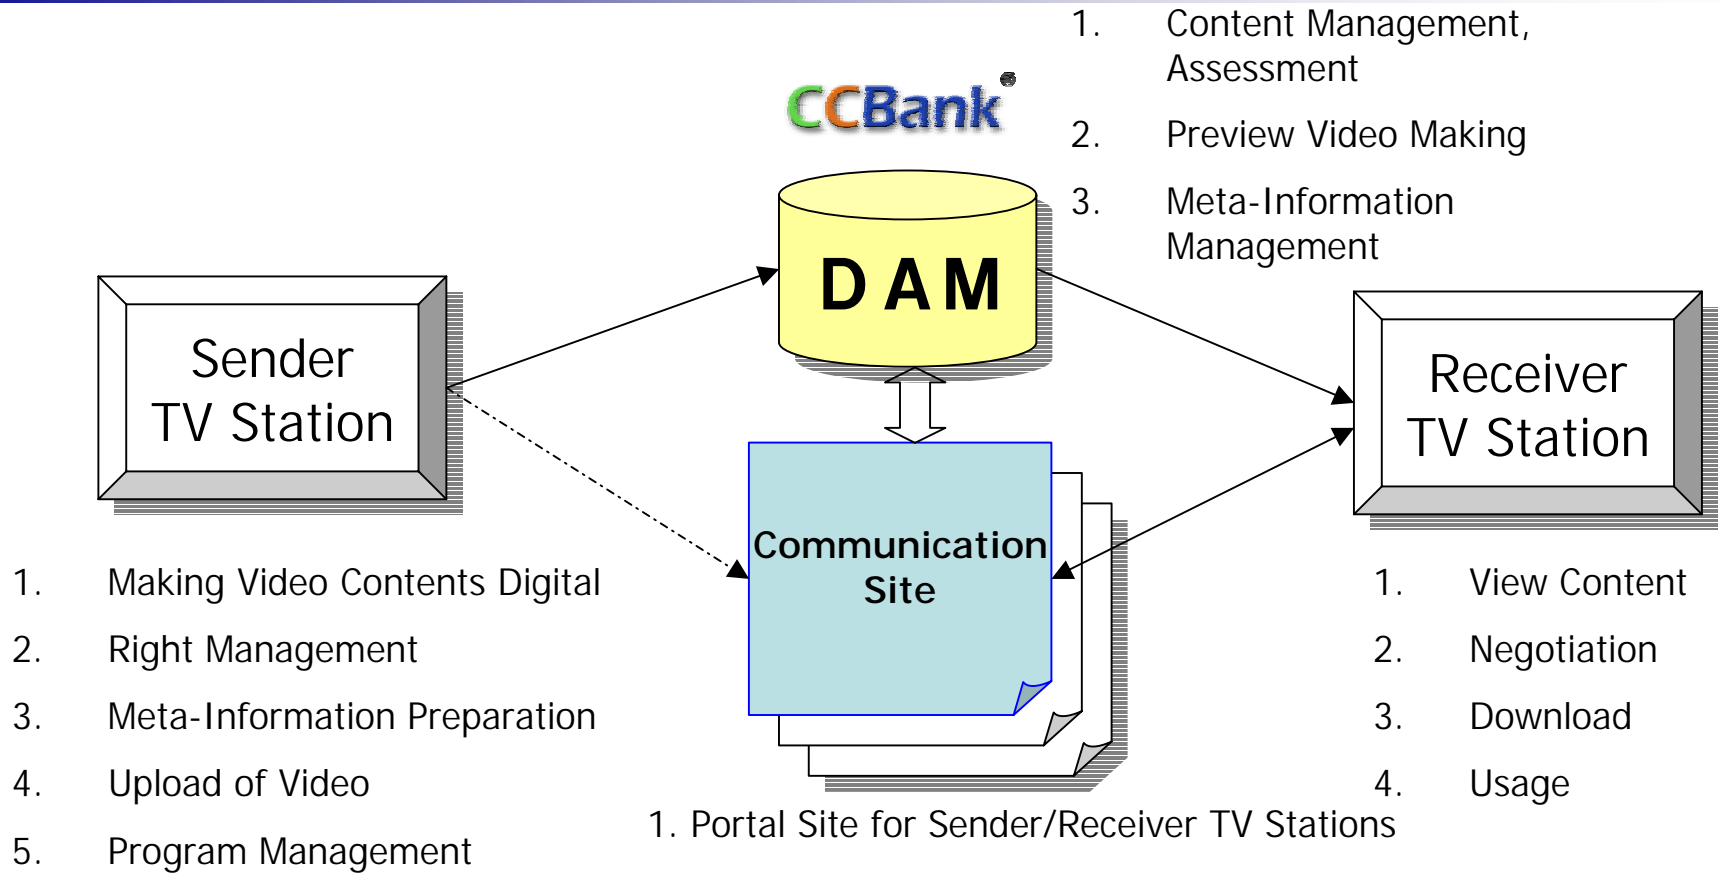 1. Content Management,
Assessment
2. Preview Video Making
3. Meta-Information
Management
CCBank
DAM
Sender
TV Station
Receiver
TV Station
Communication
Site
1. Making Video Contents Digital
2. Right Management
3. Meta-Information Preparation
4. Upload of Video
5. Program Management
1. View Content
2. Negotiation
3. Download
4. Usage
1. Portal Site for Sender/Receiver TV Stations